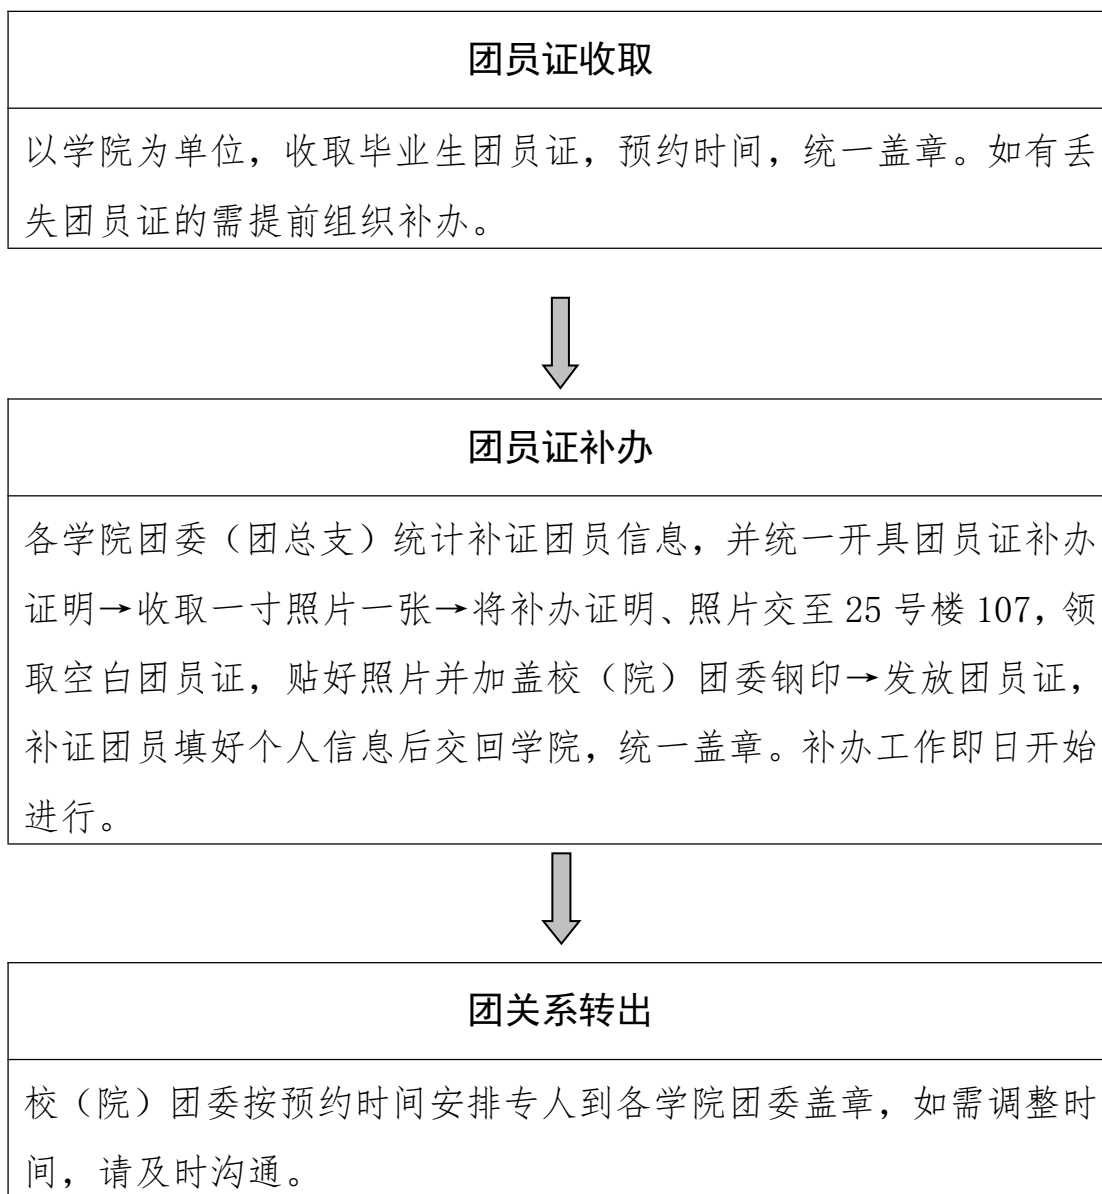 团员证收取
以学院为单位，收取毕业生团员证，预约时间，统一盖章。如有丢
失团员证的需提前组织补办。
团员证补办
各学院团委（团总支）统计补证团员信息，并统一开具团员证补办
证明→收取一寸照片一张→将补办证明、照片交至 25 号楼 107，领
取空白团员证，贴好照片并加盖校（院）团委钢印→发放团员证，
补证团员填好个人信息后交回学院，统一盖章。补办工作即日开始
进行。
团关系转出
校（院）团委按预约时间安排专人到各学院团委盖章，如需调整时
间，请及时沟通。